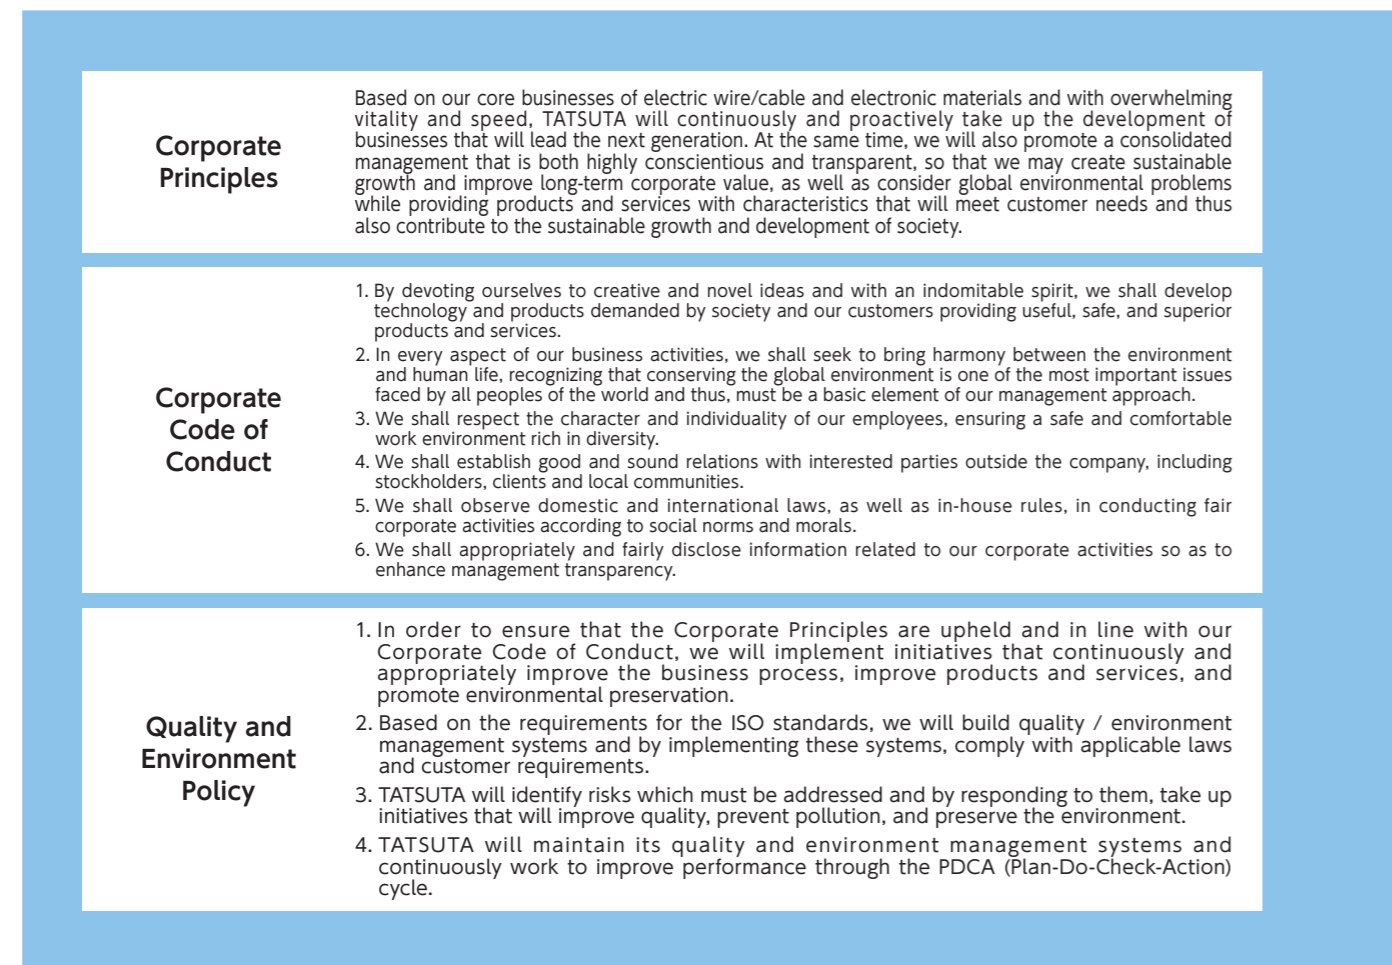 Corporate
Principles
Based on our core businesses of electric wire/cable and electronic materials and with overwhelming
vitality and speed, TATSUTA will continuously and proactively take up the development of
businesses that will lead the next generation. At the same time, we will also promote a consolidated
management that is both highly conscientious and transparent, so that we may create sustainable
growth and improve long-term corporate value, as well as consider global environmental problems
while providing products and services with characteristics that will meet customer needs and thus
also contribute to the sustainable growth and development of society.
Corporate
Code of
Conduct
1. By devoting ourselves to creative and novel ideas and with an indomitable spirit, we shall develop
technology and products demanded by society and our customers providing useful, safe, and superior
products and services.
2. In every aspect of our business activities, we shall seek to bring harmony between the environment
and human life, recognizing that conserving the global environment is one of the most important issues
faced by all peoples of the world and thus, must be a basic element of our management approach.
3. We shall respect the character and individuality of our employees, ensuring a safe and comfortable
work environment rich in diversity.
4. We shall establish good and sound relations with interested parties outside the company, including
stockholders, clients and local communities.
5. We shall observe domestic and international laws, as well as in-house rules, in conducting fair
corporate activities according to social norms and morals.
6. We shall appropriately and fairly disclose information related to our corporate activities so as to
enhance management transparency.
Quality and
Environment
Policy
1. In order to ensure that the Corporate Principles are upheld and in line with our
Corporate Code of Conduct, we will implement initiatives that continuously and
appropriately improve the business process, improve products and services, and
promote environmental preservation.
2. Based on the requirements for the ISO standards, we will build quality / environment
management systems and by implementing these systems, comply with applicable laws
and customer requirements.
3. TATSUTA will identify risks which must be addressed and by responding to them, take up
initiatives that will improve quality, prevent pollution, and preserve the environment.
4. TATSUTA will maintain its quality and environment management systems and
continuously work to improve performance through the PDCA (Plan-Do-Check-Action)
cycle.